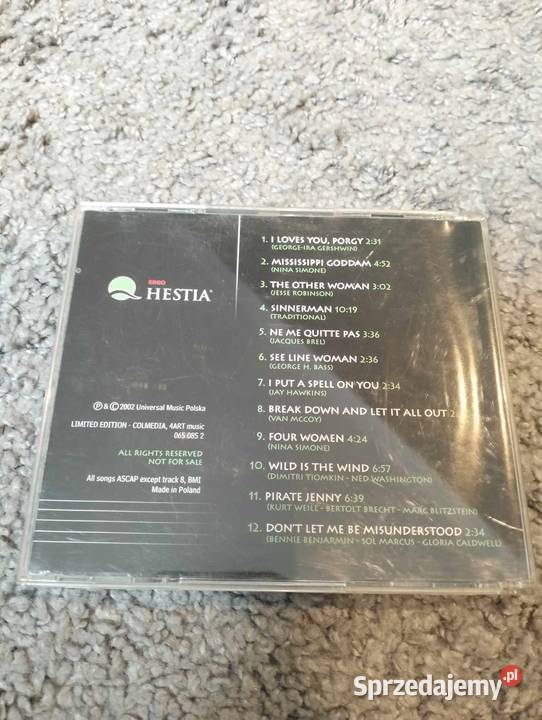 ERGO
HESTIA®
℗ & © 2002 Universal Music Polska
LIMITED EDITION - COLMEDIA, 4ART music
065 085 2
ALL RIGHTS RESERVED
NOT FOR SALE
All songs ASCAP except track 8, BMI
Made in Poland
1. I LOVES YOU, PORGY 2:31
(GEORGE-IRA GERSHWIN)
2. MISSISSIPPI GODDAM 4:52
(NINA SIMONE)
3. THE OTHER WOMAN 3:02
(JESSE ROBINSON)
4. SINNERMAN 10:19
(TRADITIONAL)
5. NE ME QUITTE PAS 3:36
(JACQUES BREL)
6. SEE LINE WOMAN 2:36
(GEORGE H. BASS)
7. I PUT A SPELL ON YOU 2:34
(JAY HAWKINS)
8. BREAK DOWN AND LET IT ALL OUT
(VAN MCCOY)
9. FOUR WOMEN 4:24
(NINA SIMONE)
10. WILD IS THE WIND 6:57
(DIMITRI TIOMKIN - NED WASHINGTON)
11. PIRATE JENNY 6:39
(KURT WEILL - BERTOLT BRECHT - MARC BLITZSTEIN)
12. DON'T LET ME BE MISUNDERSTOOD 2:34
(BENNIE BENJARMIN - SOL MARCUS - GLORIA CALDWELL)
Sprzedajemy.pl